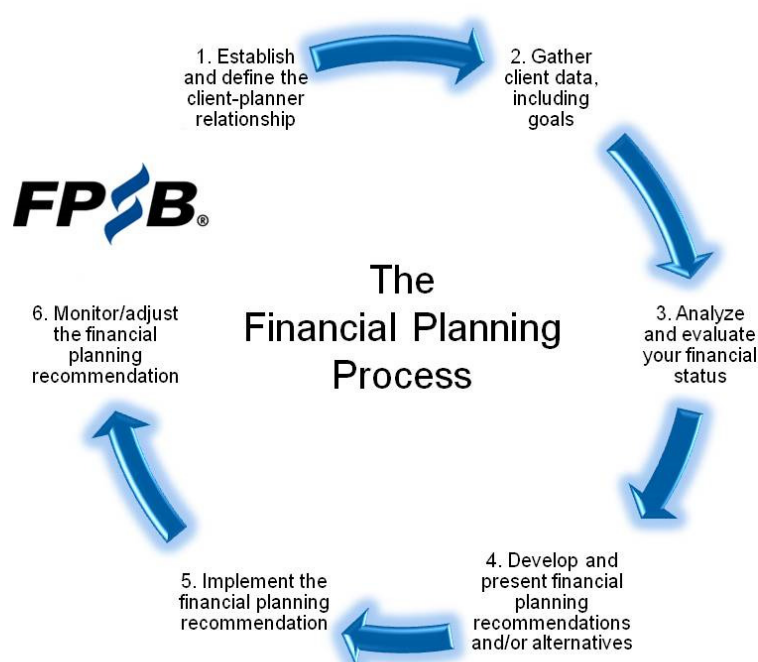 1. Establish
and define the
client-planner
relationship
2. Gather
client data,
including
goals
FPSB®
The
Financial Planning
Process
3. Analyze
and evaluate
your financial
status
4. Develop and
present financial
planning
recommendations
and/or alternatives
5. Implement the
financial planning
recommendation
6. Monitor/adjust
the financial
planning
recommendation